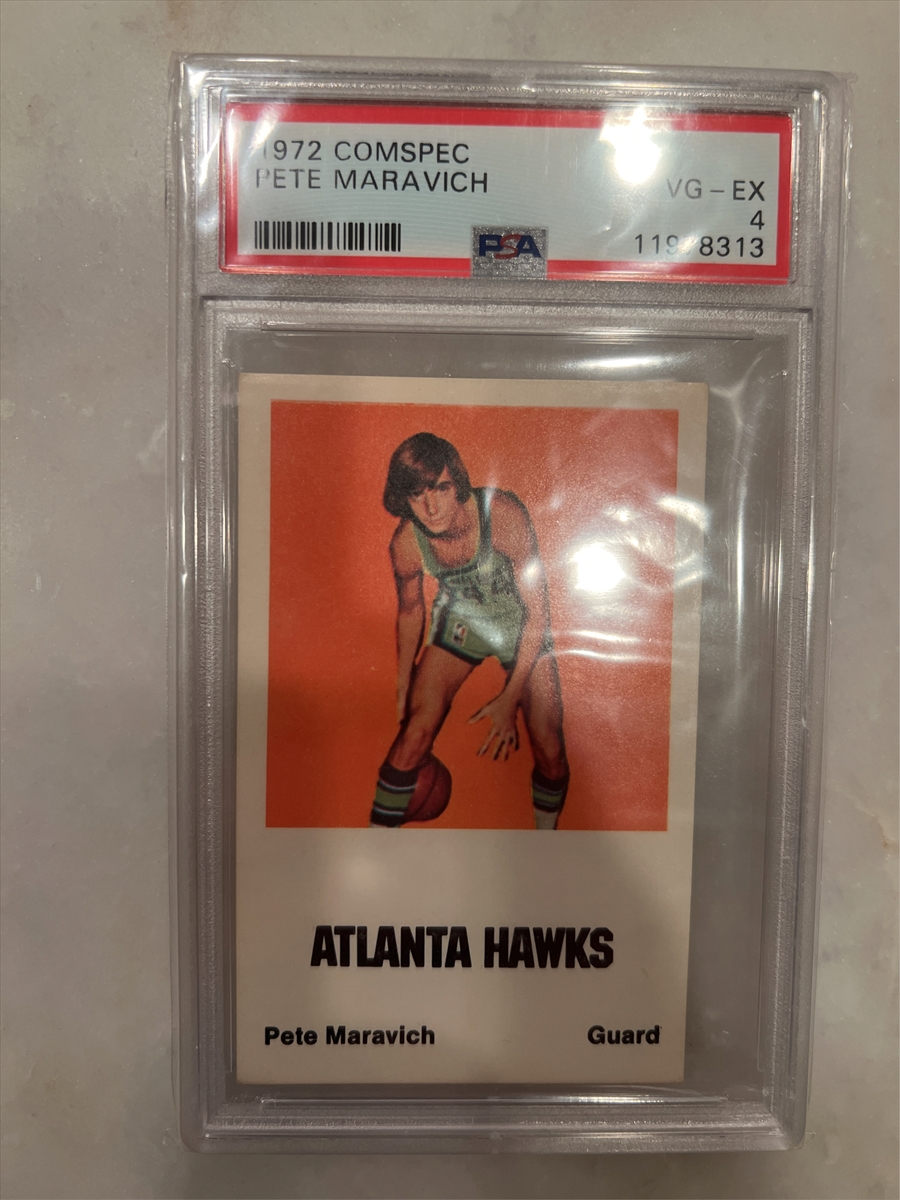 1972 COMSPEC
PETE MARAVICH
VG – EX
4
PSA
ATLANTA HAWKS
Pete Maravich Guard